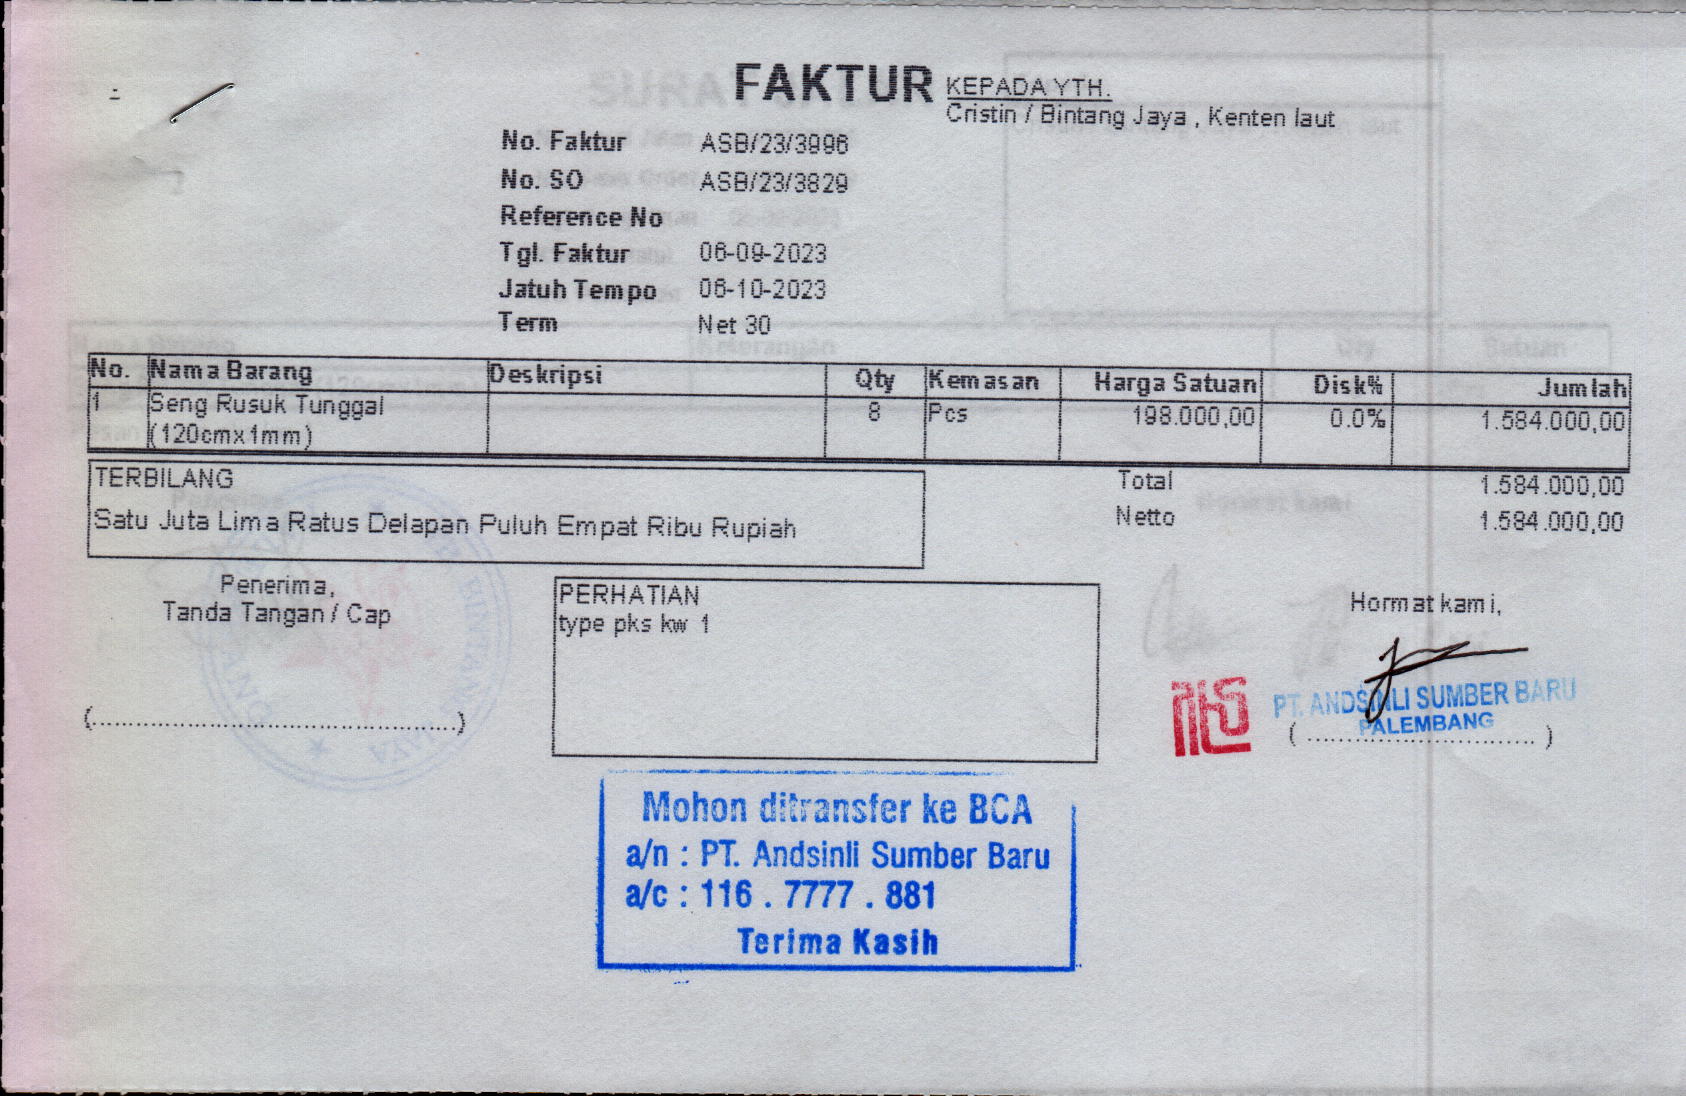 FAKTUR
KEPADA YTH.
Cristin / Bintang Jaya , Kenten laut
No. Faktur ASB/23/3996
No. SO ASB/23/3829
Reference No
Tgl. Faktur 06-09-2023
Jatuh Tempo 06-10-2023
Term Net 30
No. Nama Barang Deskripsi Qty Kemasan Harga Satuan Disk% Jumlah
1 Seng Rusuk Tunggal 8 Pcs 198.000,00 0.0% 1.584.000,00
(120cmx1mm)
TERBILANG
Satu Juta Lima Ratus Delapan Puluh Empat Ribu Rupiah
Total 1.584.000,00
Netto 1.584.000,00
Penerima,
Tanda Tangan / Cap
(..................................................)
PERHATIAN
type pks kw 1
Hormat kami,
PT. ANDSINLI SUMBER BARU
PALEMBANG
( ............................... )
Mohon ditransfer ke BCA
a/n : PT. Andsinli Sumber Baru
a/c : 116 . 7777 . 881
Terima Kasih